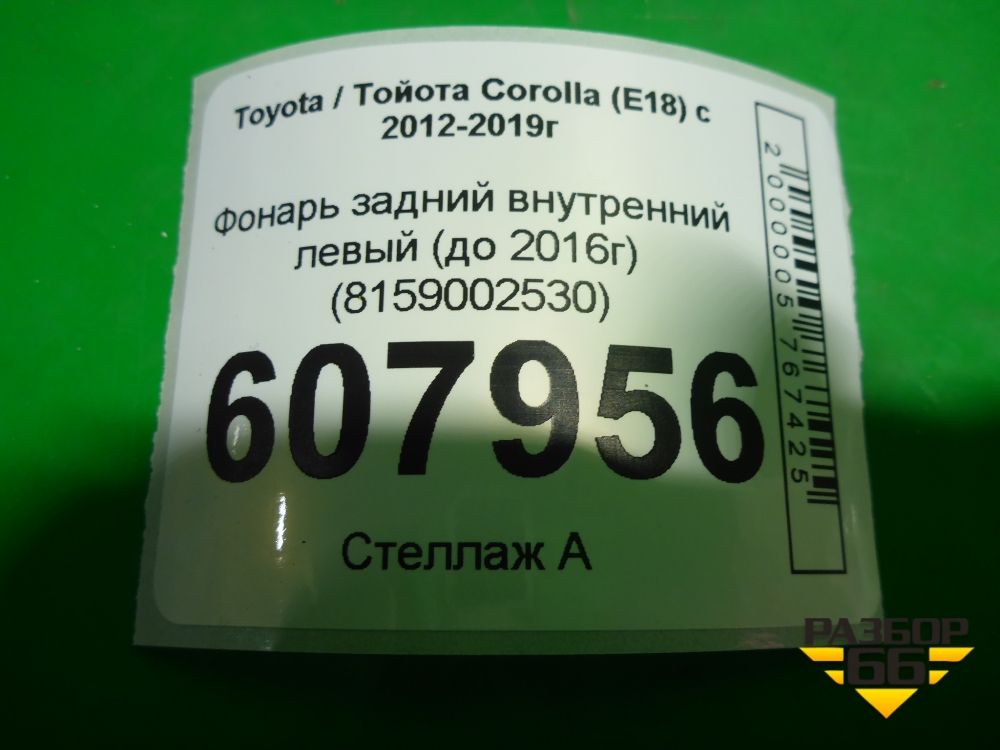 Toyota / Тойота Corolla (E18) с
2012-2019г
Фонарь задний внутренний
левый (до 2016г)
(8159002530)
607956
Стеллаж А
2000005767425
РАЗБОР
66